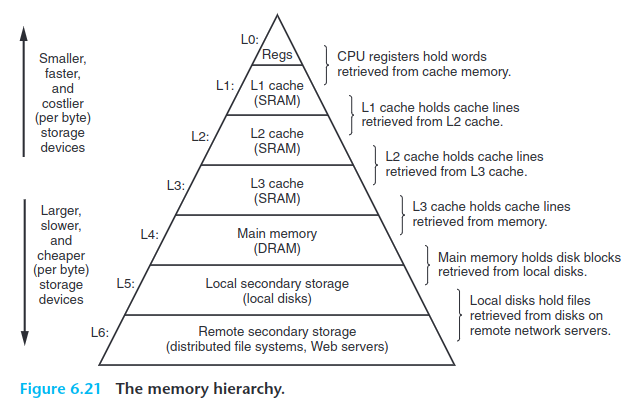 L0:
Regs
CPU registers hold words
retrieved from cache memory.
Smaller,
faster,
and
costlier
(per byte)
storage
devices
L1:
L1 cache
(SRAM)
L1 cache holds cache lines
retrieved from L2 cache.
L2:
L2 cache
(SRAM)
L2 cache holds cache lines
retrieved from L3 cache.
L3:
L3 cache
(SRAM)
L3 cache holds cache lines
retrieved from memory.
Larger,
slower,
and
cheaper
(per byte)
storage
devices
L4:
Main memory
(DRAM)
Main memory holds disk blocks
retrieved from local disks.
L5:
Local secondary storage
(local disks)
Local disks hold files
retrieved from disks on
remote network servers.
L6:
Remote secondary storage
(distributed file systems, Web servers)
Figure 6.21 The memory hierarchy.